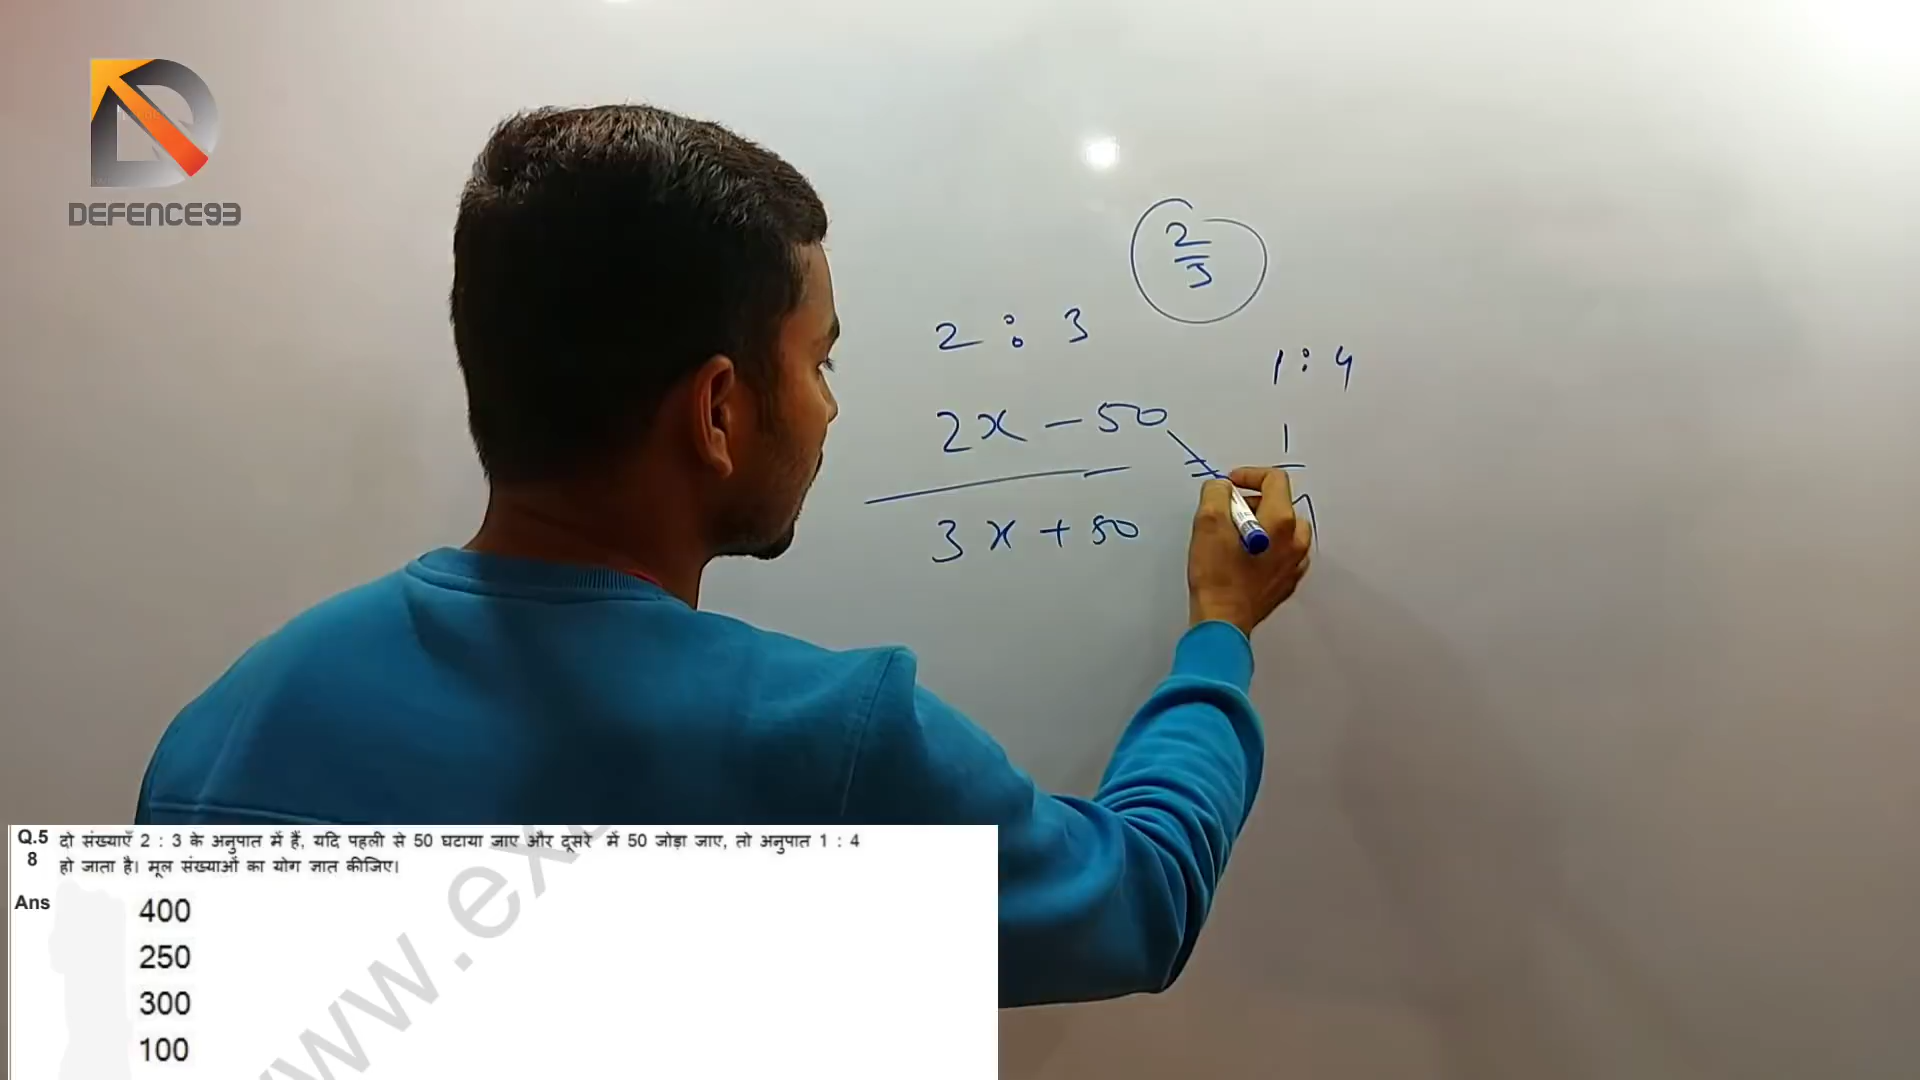 DEFENCE93
2/3
2 : 3
1 : 4
2x - 50
=
1
3x + 50
Q.5 दो संख्याएँ 2 : 3 के अनुपात में हैं, यदि पहली से 50 घटाया जाए और दूसरे में 50 जोड़ा जाए, तो अनुपात 1 : 4
8 हो जाता है। मूल संख्याओं का योग ज्ञात कीजिए।
Ans
400
250
300
100